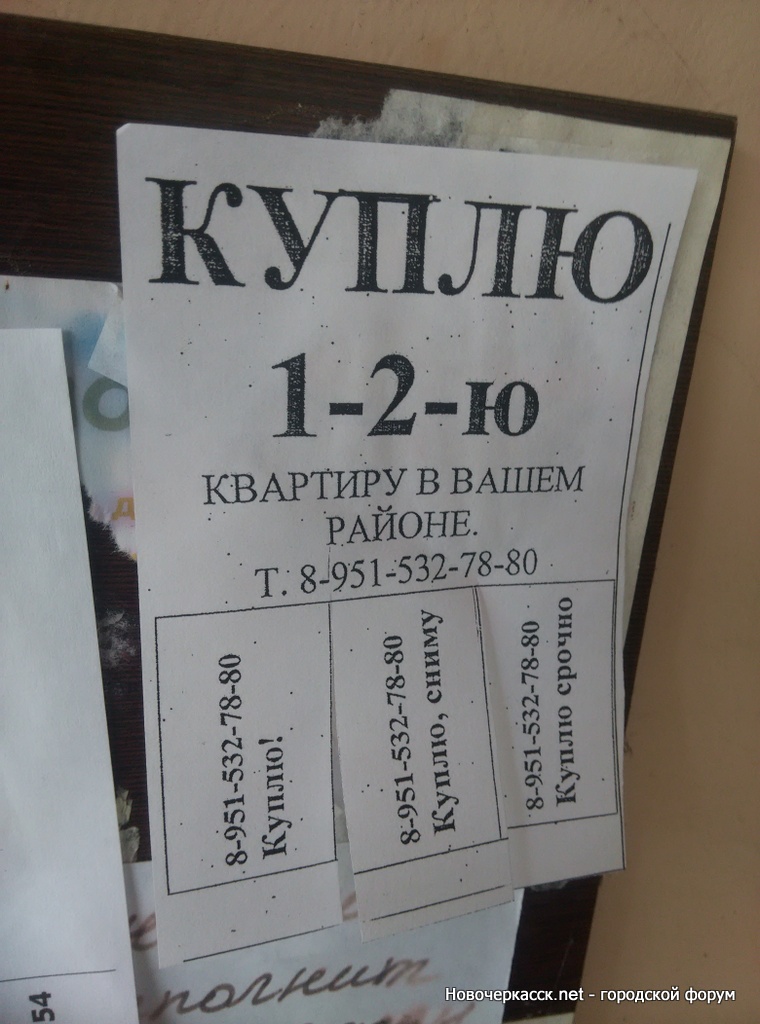 КУПЛЮ
1-2-ю
КВАРТИРУ В ВАШЕМ
РАЙОНЕ.
Т. 8-951-532-78-80
8-951-532-78-80
Куплю!
8-951-532-78-80
Куплю, сниму
8-951-532-78-80
Куплю срочно
54
Новочеркасск.net - городской форум